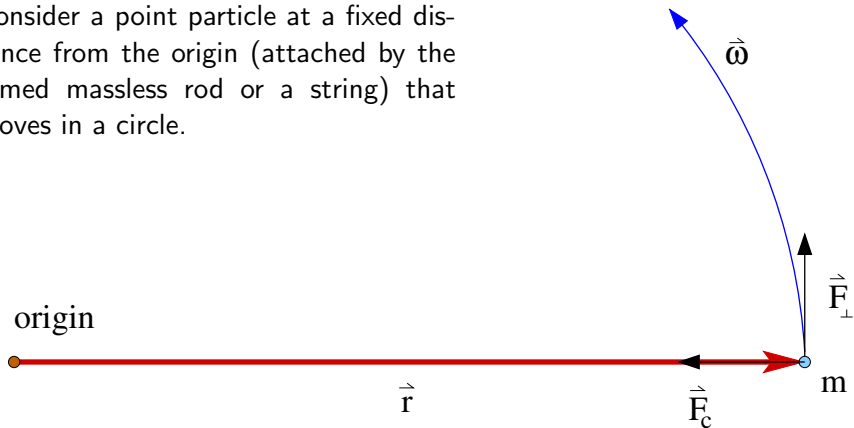 onsider a point particle at a fixed dis-
nce from the origin (attached by the
med massless rod or a string) that
oves in a circle.
ω⃗
origin
F⃗⊥
m
r⃗
F⃗c